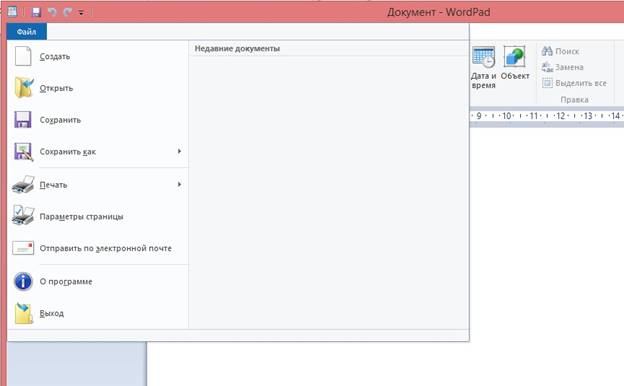 Документ - WordPad
Файл
Недавние документы
Создать
Открыть
Сохранить
Сохранить как
Печать
Параметры страницы
Отправить по электронной почте
О программе
Выход
Дата и
время
Объект
Поиск
Замена
Выделить все
Правка
9 10 11 12 13 14